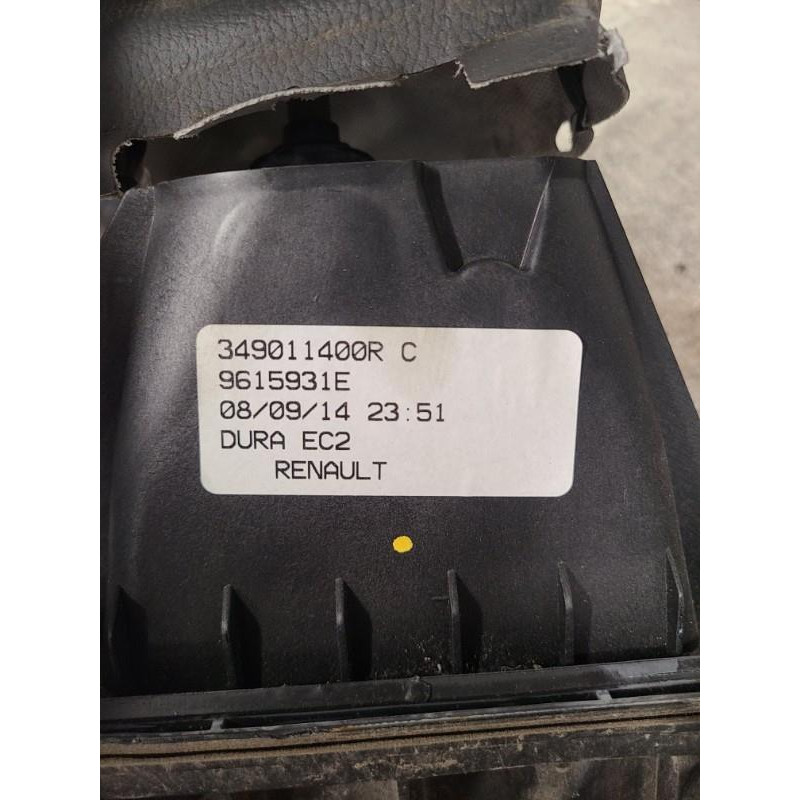 349011400R C
9615931E
08/09/14 23:51
DURA EC2
RENAULT